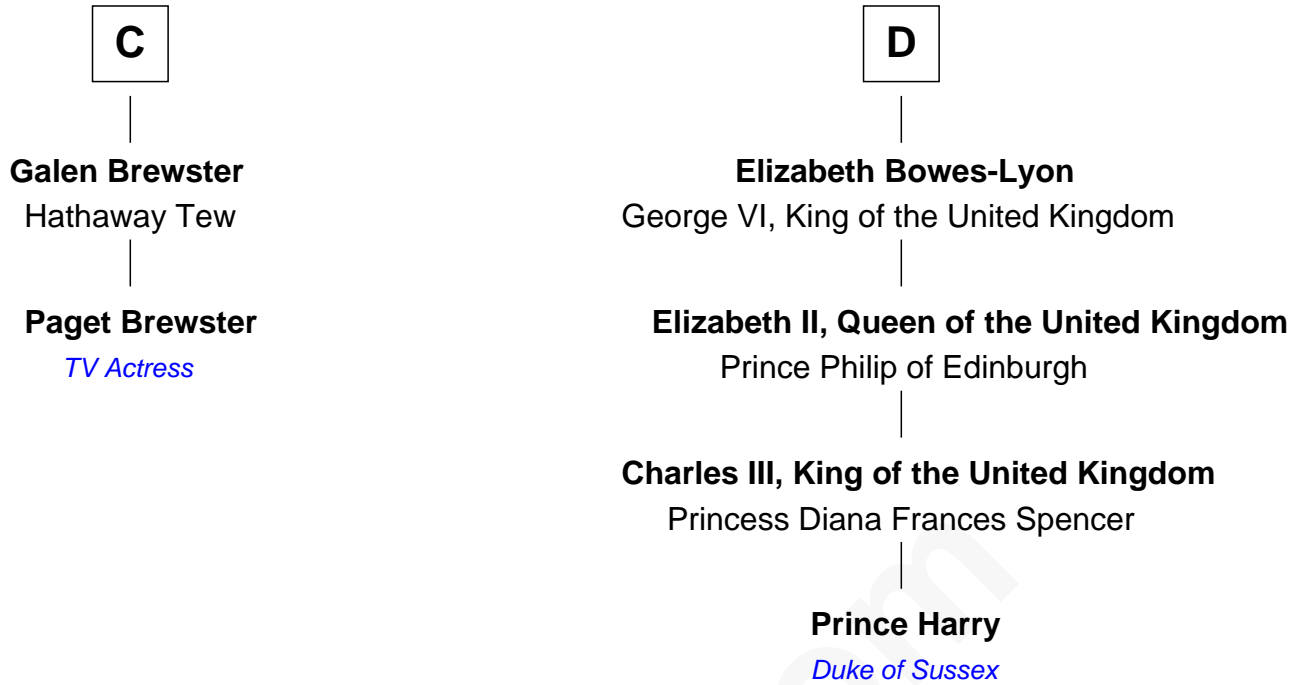 C
Galen Brewster
Hathaway Tew
Paget Brewster
TV Actress
D
Elizabeth Bowes-Lyon
George VI, King of the United Kingdom
Elizabeth II, Queen of the United Kingdom
Prince Philip of Edinburgh
Charles III, King of the United Kingdom
Princess Diana Frances Spencer
Prince Harry
Duke of Sussex